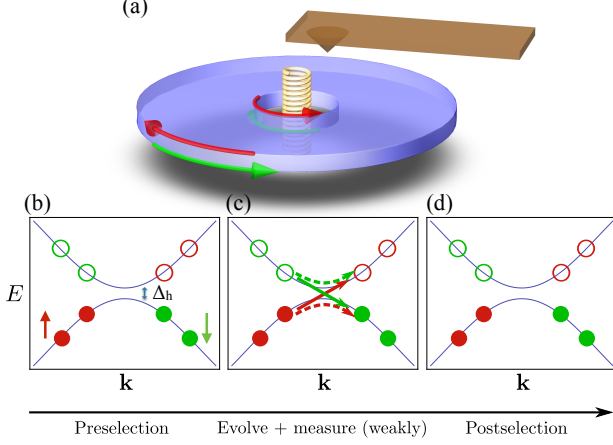 (a)
(b) (c) (d)
E Δh
k k k
Preselection Evolve + measure (weakly) Postselection